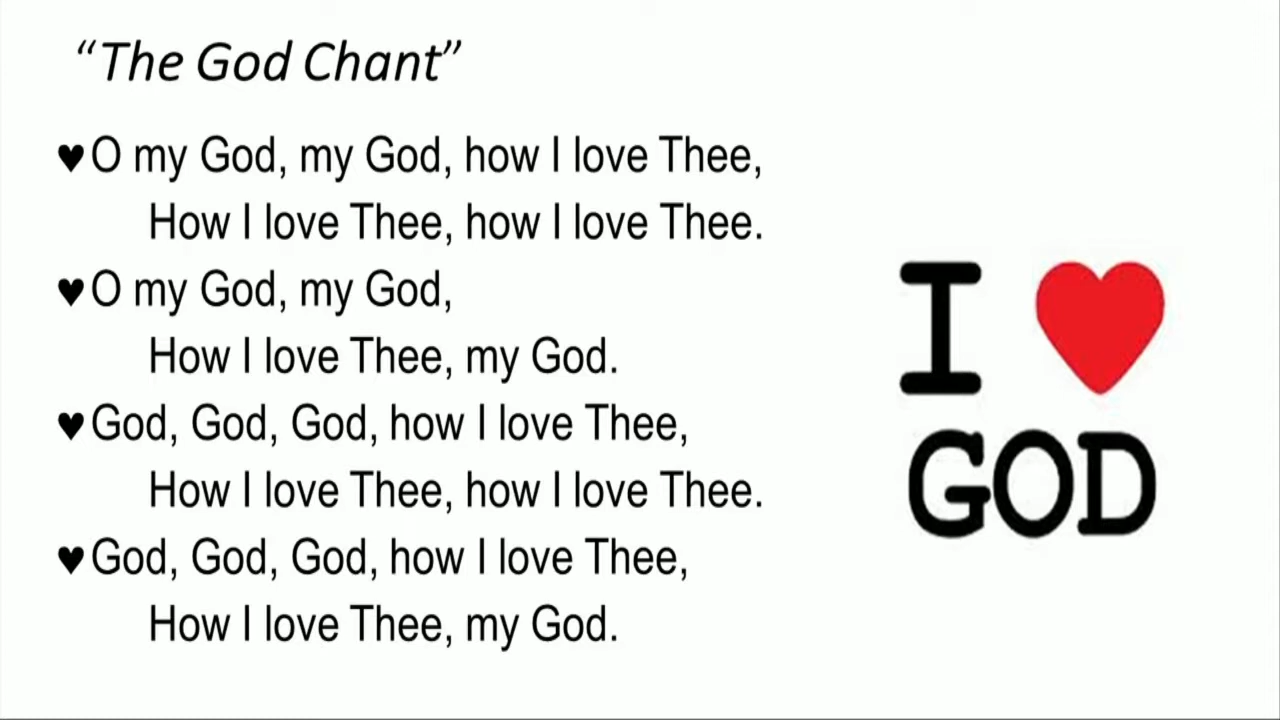 “The God Chant”
♥O my God, my God, how I love Thee,
How I love Thee, how I love Thee.
♥O my God, my God,
How I love Thee, my God.
♥God, God, God, how I love Thee,
How I love Thee, how I love Thee.
♥God, God, God, how I love Thee,
How I love Thee, my God.
I ♥
GOD